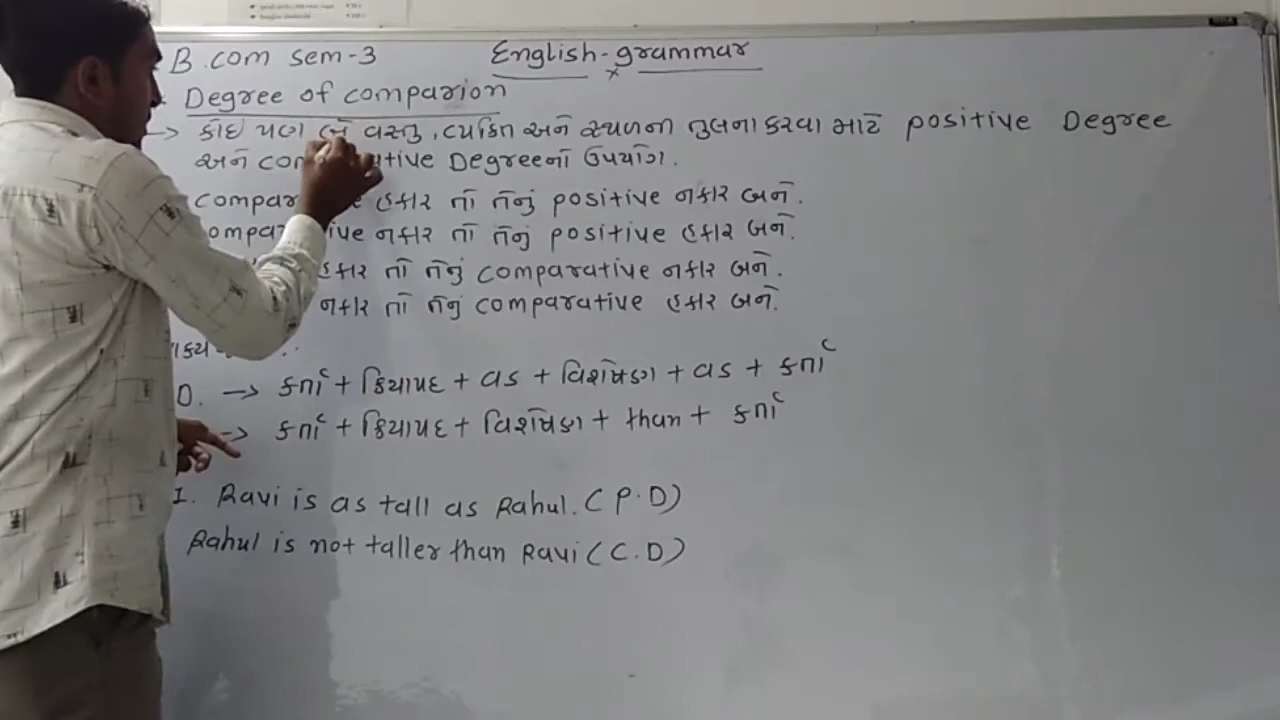 B.com sem-3 English-grammar
Degree of comparion
→ કોઇ પણ બે વસ્તુ, વ્યકિત અને સ્થળની તુલના કરવા માટે positive Degree
અને comparative Degreeનો ઉપયોગ.
comparative હકાર તો તેનું positive નકાર બને.
comparative નકાર તો તેનું positive હકાર બને.
હકાર તો તેનું comparative નકાર બને.
નકાર તો તેનું comparative હકાર બને.
D. → કર્તા + ક્રિયાપદ + as + વિશેષણ + as + કર્તા
→ કર્તા + ક્રિયાપદ + વિશેષણ + than + કર્તા
I. Ravi is as tall as Rahul. (P.D)
Rahul is not taller than Ravi (C.D)